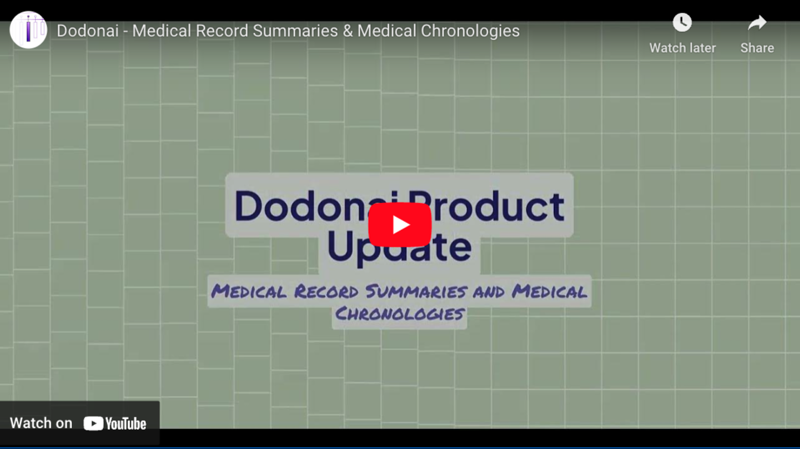 Dodonai - Medical Record Summaries & Medical Chronologies
Watch later
Share
Dodonai Product
Update
Medical Record Summaries and Medical
Chronologies
Watch on YouTube